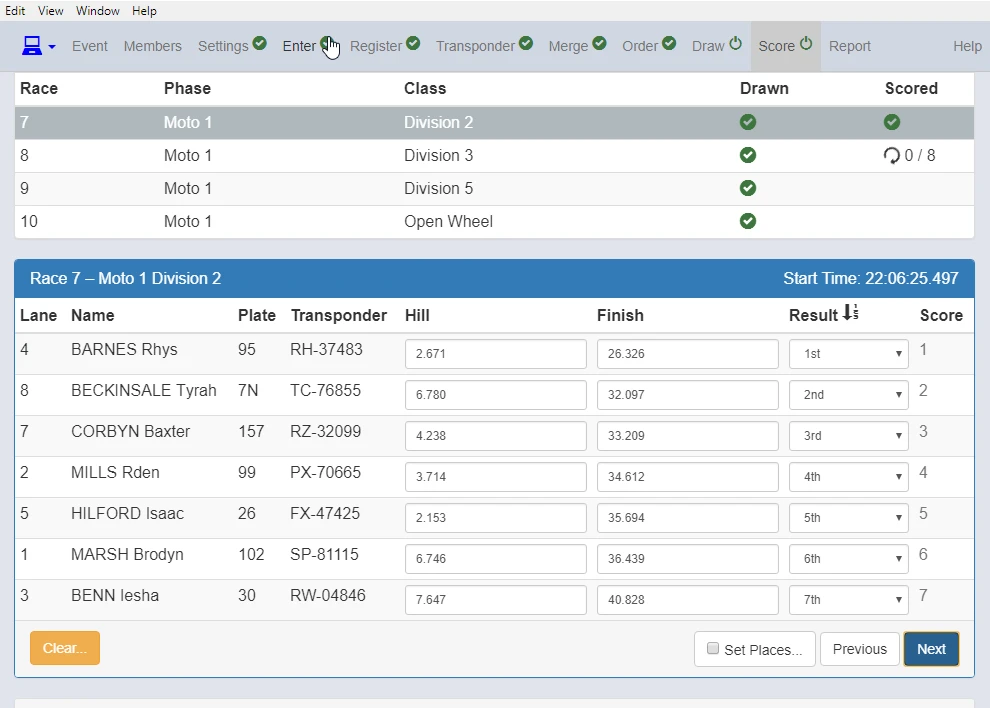 Edit View Window Help
Event Members Settings Enter Register Transponder Merge Order Draw Score Report Help
Race Phase Class Drawn Scored
7 Moto 1 Division 2
8 Moto 1 Division 3 0 / 8
9 Moto 1 Division 5
10 Moto 1 Open Wheel
Race 7 – Moto 1 Division 2 Start Time: 22:06:25.497
Lane Name Plate Transponder Hill Finish Result Score
4 BARNES Rhys 95 RH-37483 2.671 26.326 1st 1
8 BECKINSALE Tyrah 7N TC-76855 6.780 32.097 2nd 2
7 CORBYN Baxter 157 RZ-32099 4.238 33.209 3rd 3
2 MILLS Rden 99 PX-70665 3.714 34.612 4th 4
5 HILFORD Isaac 26 FX-47425 2.153 35.694 5th 5
1 MARSH Brodyn 102 SP-81115 6.746 36.439 6th 6
3 BENN Iesha 30 RW-04846 7.647 40.828 7th 7
Clear... Set Places... Previous Next